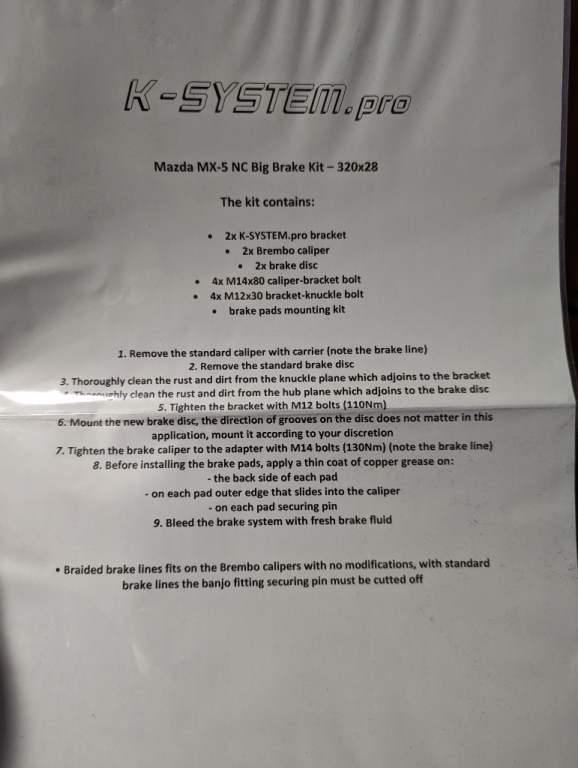 K-SYSTEM.pro
Mazda MX-5 NC Big Brake Kit – 320x28
The kit contains:
• 2x K-SYSTEM.pro bracket
• 2x Brembo caliper
• 2x brake disc
• 4x M14x80 caliper-bracket bolt
• 4x M12x30 bracket-knuckle bolt
• brake pads mounting kit
1. Remove the standard caliper with carrier (note the brake line)
2. Remove the standard brake disc
3. Thoroughly clean the rust and dirt from the knuckle plane which adjoins to the bracket
4. Thoroughly clean the rust and dirt from the hub plane which adjoins to the brake disc
5. Tighten the bracket with M12 bolts (110Nm)
6. Mount the new brake disc, the direction of grooves on the disc does not matter in this
application, mount it according to your discretion
7. Tighten the brake caliper to the adapter with M14 bolts (130Nm) (note the brake line)
8. Before installing the brake pads, apply a thin coat of copper grease on:
- the back side of each pad
- on each pad outer edge that slides into the caliper
- on each pad securing pin
9. Bleed the brake system with fresh brake fluid
• Braided brake lines fits on the Brembo calipers with no modifications, with standard
brake lines the banjo fitting securing pin must be cutted off